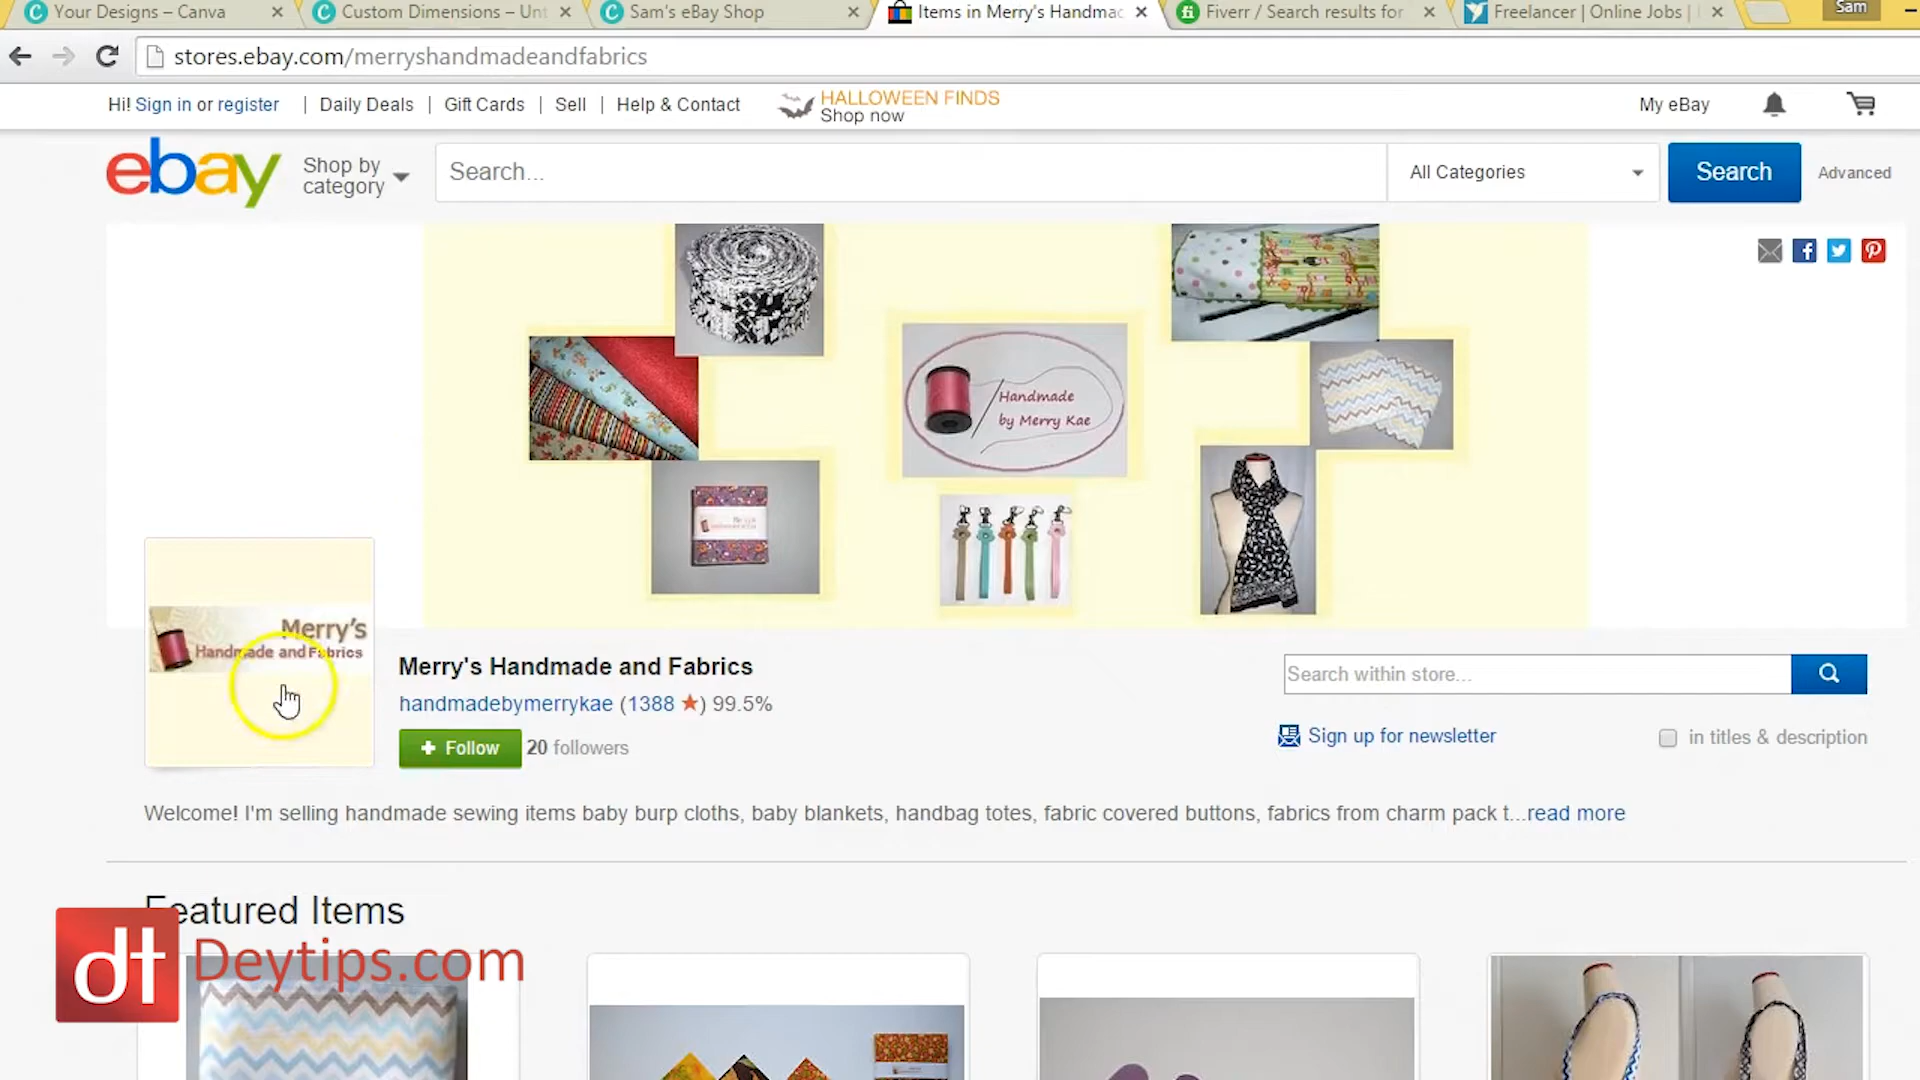 Your Designs – Canva
Custom Dimensions – Unt
Sam's eBay Shop
Items in Merry's Handmac
Fiverr / Search results for
Freelancer | Online Jobs |
Sam
stores.ebay.com/merryshandmadeandfabrics
Hi! Sign in or register | Daily Deals | Gift Cards | Sell | Help & Contact
HALLOWEEN FINDS
Shop now
My eBay
ebay
Shop by
category
Search...
All Categories
Search
Advanced
Handmade
by Merry Kae
Merry's
Handmade and Fabrics
Merry's Handmade and Fabrics
handmadebymerrykae (1388 ★) 99.5%
+ Follow
20 followers
Search within store...
Sign up for newsletter
in titles & description
Welcome! I'm selling handmade sewing items baby burp cloths, baby blankets, handbag totes, fabric covered buttons, fabrics from charm pack t...read more
Featured Items
dt
Deytips.com